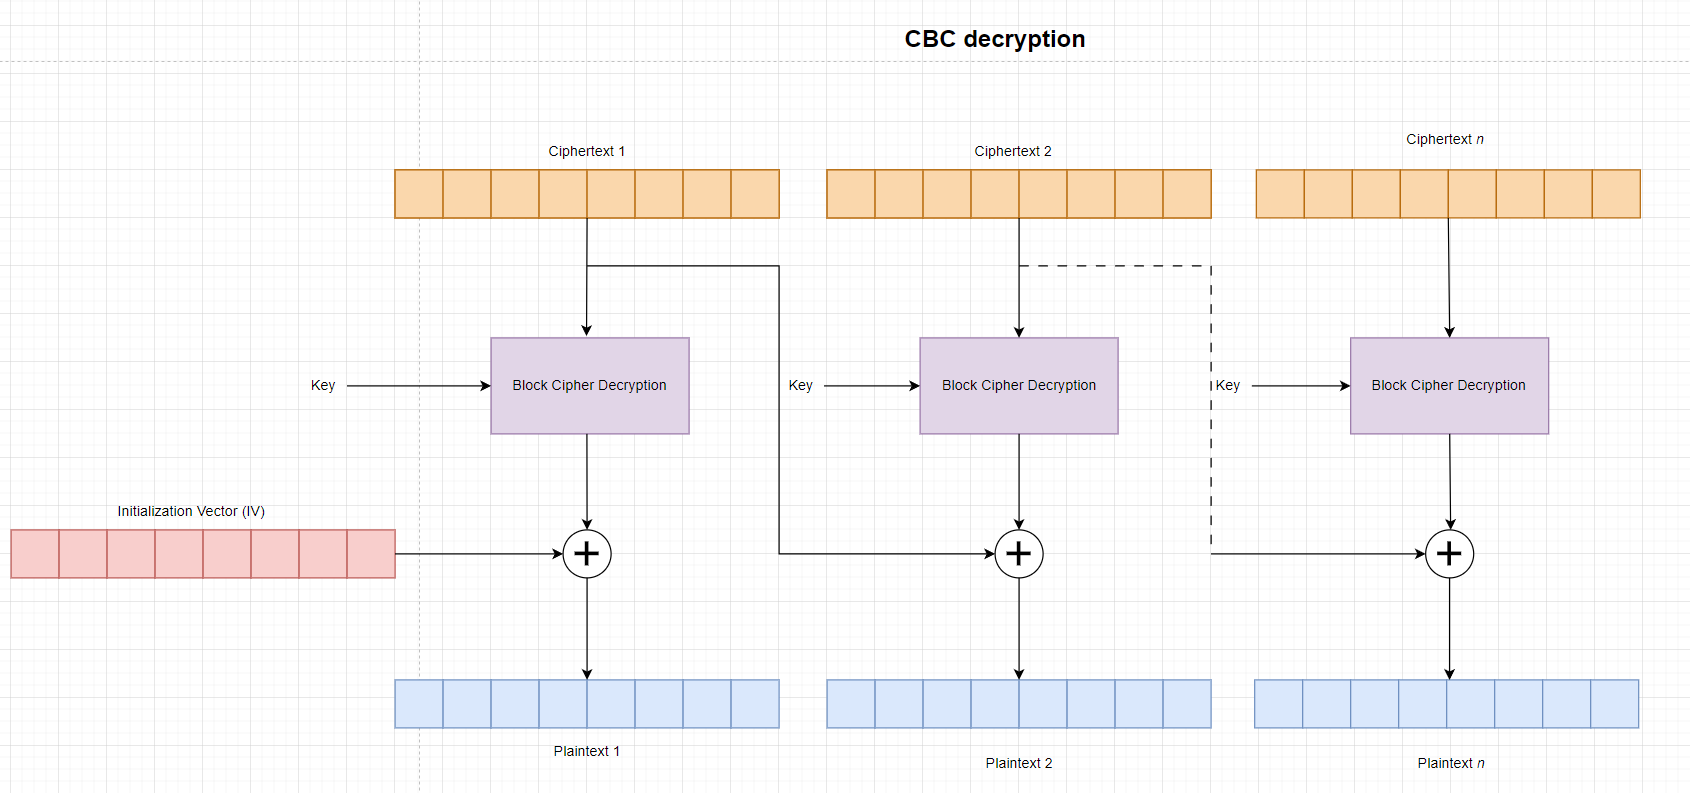 CBC decryption
Ciphertext 1
Ciphertext 2
Ciphertext n
Key
Block Cipher Decryption
Key
Block Cipher Decryption
Key
Block Cipher Decryption
Initialization Vector (IV)
Plaintext 1
Plaintext 2
Plaintext n